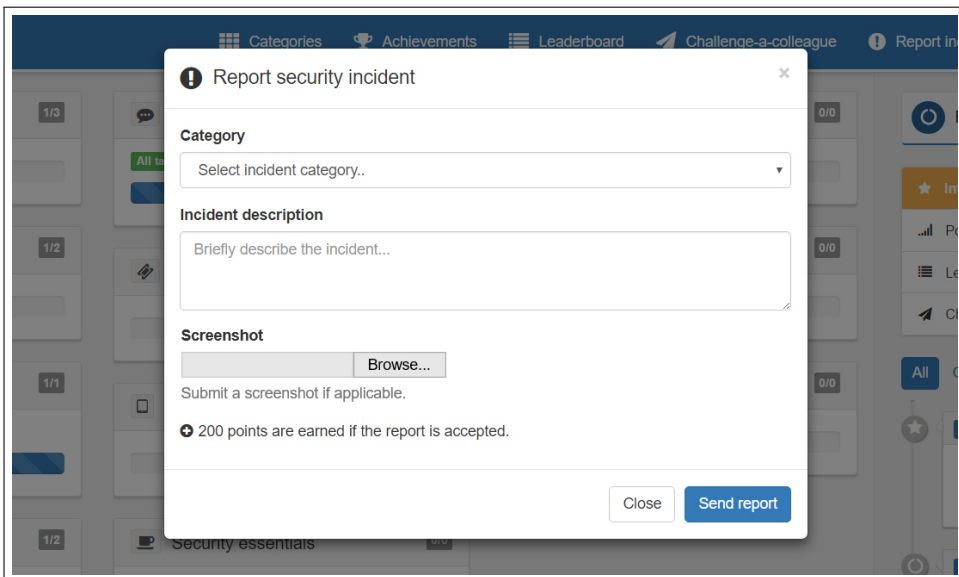 Categories Achievements Leaderboard Challenge-a-colleague Report in
Report security incident ×
1/3
0/0
Category
All ta
Select incident category..
Incident description
Briefly describe the incident...
1/2
0/0
Screenshot
Browse...
Submit a screenshot if applicable.
1/1
0/0
All
200 points are earned if the report is accepted.
Close Send report
1/2
Security essentials 0/0